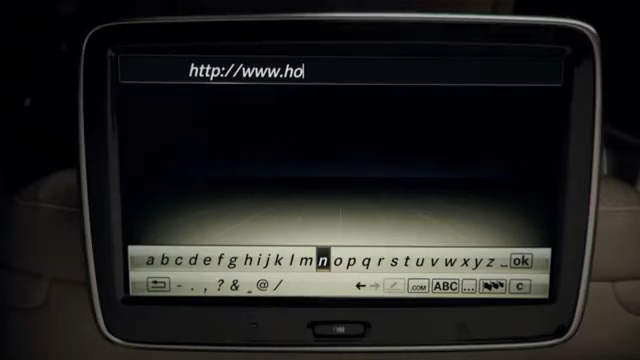 http://www.ho
a b c d e f g h i j k l m n o p q r s t u v w x y z _ ok
- . , ? & _ @ / .COM ABC ... C